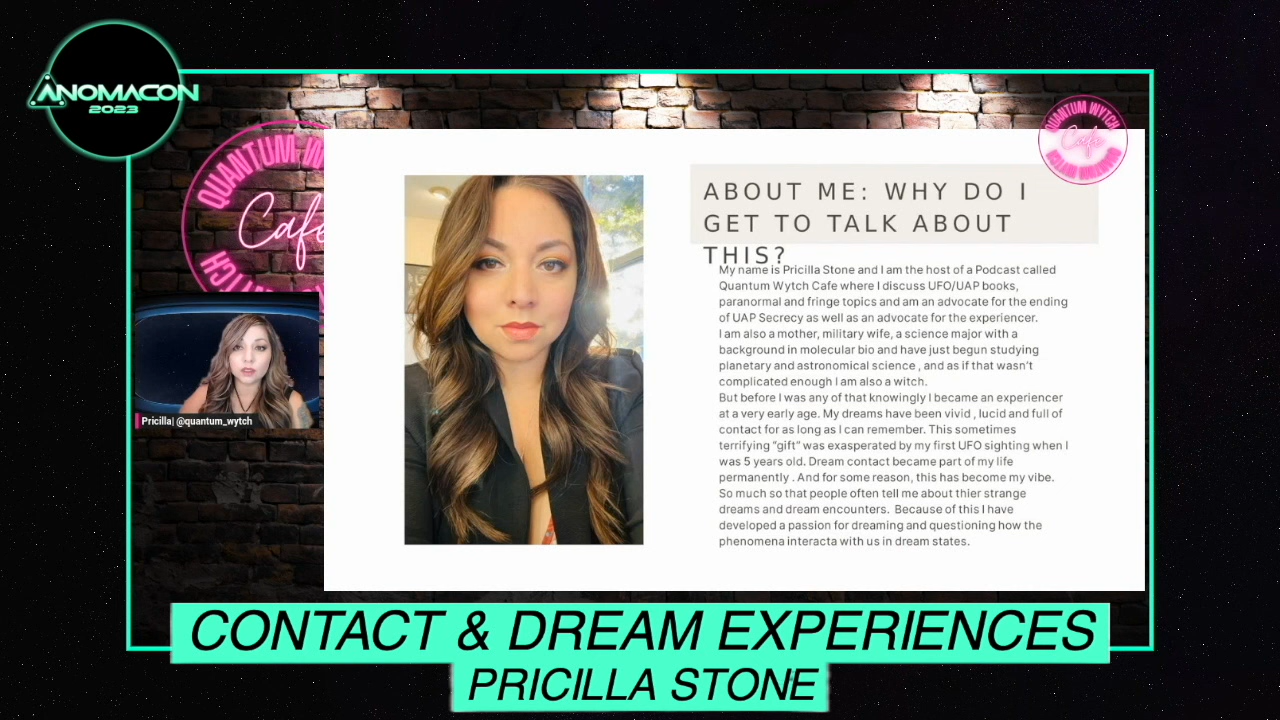 ANOMACON
2023
QUANTUM WYTCH
Cafe
QUANTUM W
Cafe
WYTCH
ABOUT ME: WHY DO I
GET TO TALK ABOUT
THIS?
My name is Pricilla Stone and I am the host of a Podcast called
Quantum Wytch Cafe where I discuss UFO/UAP books,
paranormal and fringe topics and am an advocate for the ending
of UAP Secrecy as well as an advocate for the experiencer.
I am also a mother, military wife, a science major with a
background in molecular bio and have just begun studying
planetary and astronomical science , and as if that wasn't
complicated enough I am also a witch.
But before I was any of that knowingly I became an experiencer
at a very early age. My dreams have been vivid , lucid and full of
contact for as long as I can remember. This sometimes
terrifying "gift" was exasperated by my first UFO sighting when I
was 5 years old. Dream contact became part of my life
permanently . And for some reason, this has become my vibe.
So much so that people often tell me about thier strange
dreams and dream encounters. Because of this I have
developed a passion for dreaming and questioning how the
phenomena interacta with us in dream states.
Pricilla| @quantum_wytch
CONTACT & DREAM EXPERIENCES
PRICILLA STONE